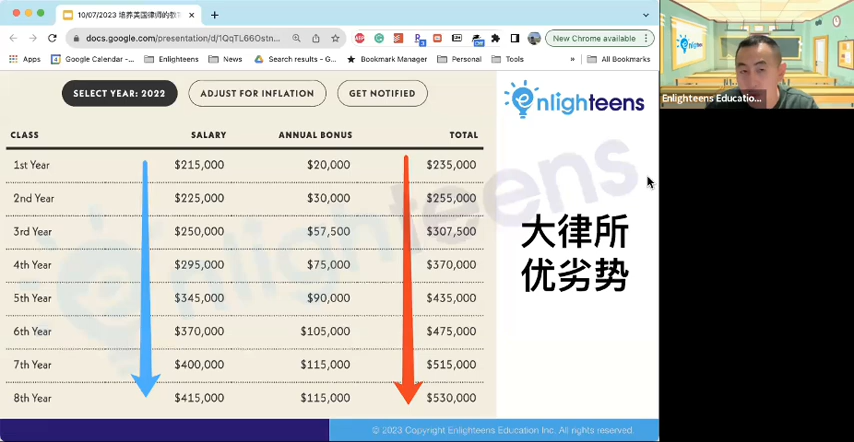 10/07/2023 培养美国律师的教
docs.google.com/presentation/d/1QqTL66Ostn...
New Chrome available
Apps
Google Calendar -...
Enlighteens
News
Search results - G...
Bookmark Manager
Personal
Tools
»
All Bookmarks
SELECT YEAR: 2022
ADJUST FOR INFLATION
GET NOTIFIED
CLASS SALARY ANNUAL BONUS TOTAL
1st Year $215,000 $20,000 $235,000
2nd Year $225,000 $30,000 $255,000
3rd Year $250,000 $57,500 $307,500
4th Year $295,000 $75,000 $370,000
5th Year $345,000 $90,000 $435,000
6th Year $370,000 $105,000 $475,000
7th Year $400,000 $115,000 $515,000
8th Year $415,000 $115,000 $530,000
enlighteens
enlighteens
大律所
优劣势
© 2023 Copyright Enlighteens Education Inc. All rights reserved.
Enlighteens Educatio...